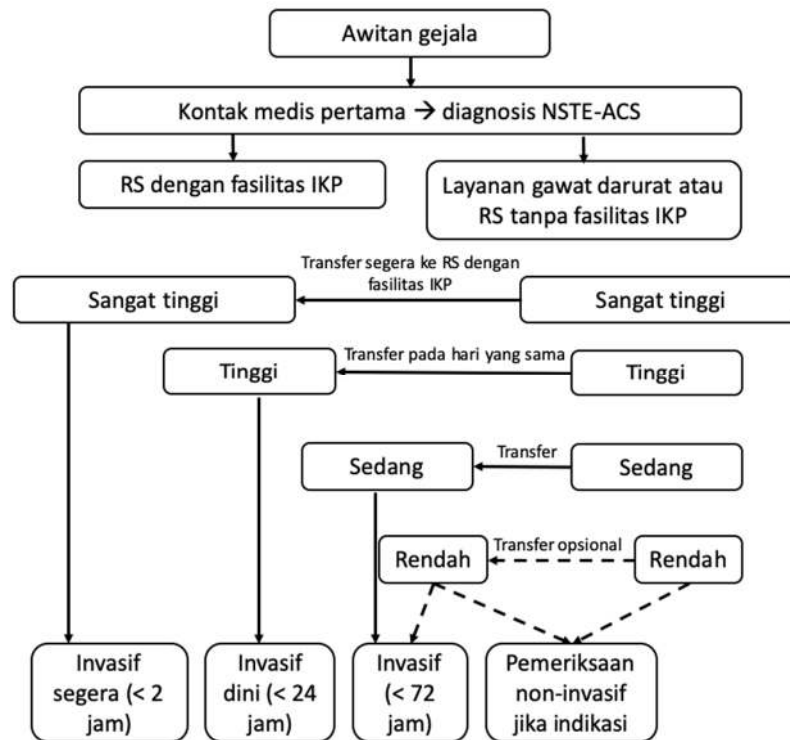 Awitan gejala
Kontak medis pertama → diagnosis NSTE-ACS
RS dengan fasilitas IKP
Layanan gawat darurat atau
RS tanpa fasilitas IKP
Transfer segera ke RS dengan
fasilitas IKP
Sangat tinggi
Sangat tinggi
Transfer pada hari yang sama
Tinggi
Tinggi
Transfer
Sedang
Sedang
Transfer opsional
Rendah
Rendah
Invasif
segera (< 2
jam)
Invasif
dini (< 24
jam)
Invasif
(< 72
jam)
Pemeriksaan
non-invasif
jika indikasi